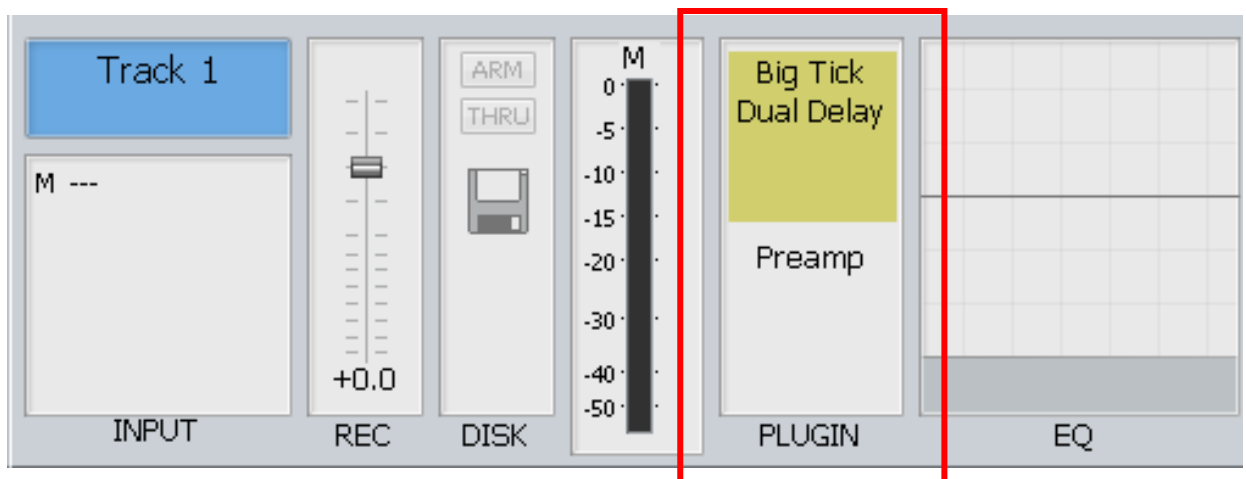 Track 1
M ---
INPUT
+0.0
REC
ARM
THRU
DISK
M
0
-5
-10
-15
-20
-30
-40
-50
Big Tick
Dual Delay
Preamp
PLUGIN
EQ